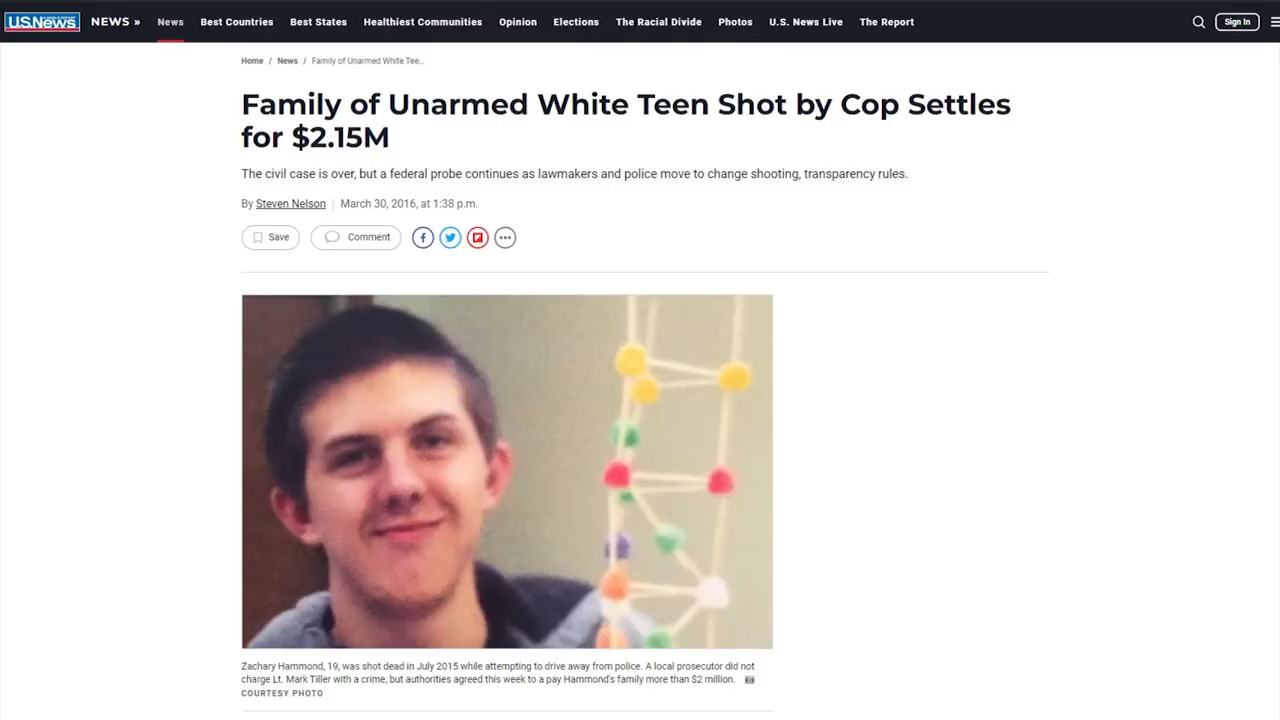 U.S.News NEWS » News Best Countries Best States Healthiest Communities Opinion Elections The Racial Divide Photos U.S. News Live The Report Sign In
Home / News / Family of Unarmed White Tee...
Family of Unarmed White Teen Shot by Cop Settles
for $2.15M
The civil case is over, but a federal probe continues as lawmakers and police move to change shooting, transparency rules.
By Steven Nelson | March 30, 2016, at 1:38 p.m.
Save Comment
Zachary Hammond, 19, was shot dead in July 2015 while attempting to drive away from police. A local prosecutor did not
charge Lt. Mark Tiller with a crime, but authorities agreed this week to a pay Hammond's family more than $2 million.
COURTESY PHOTO